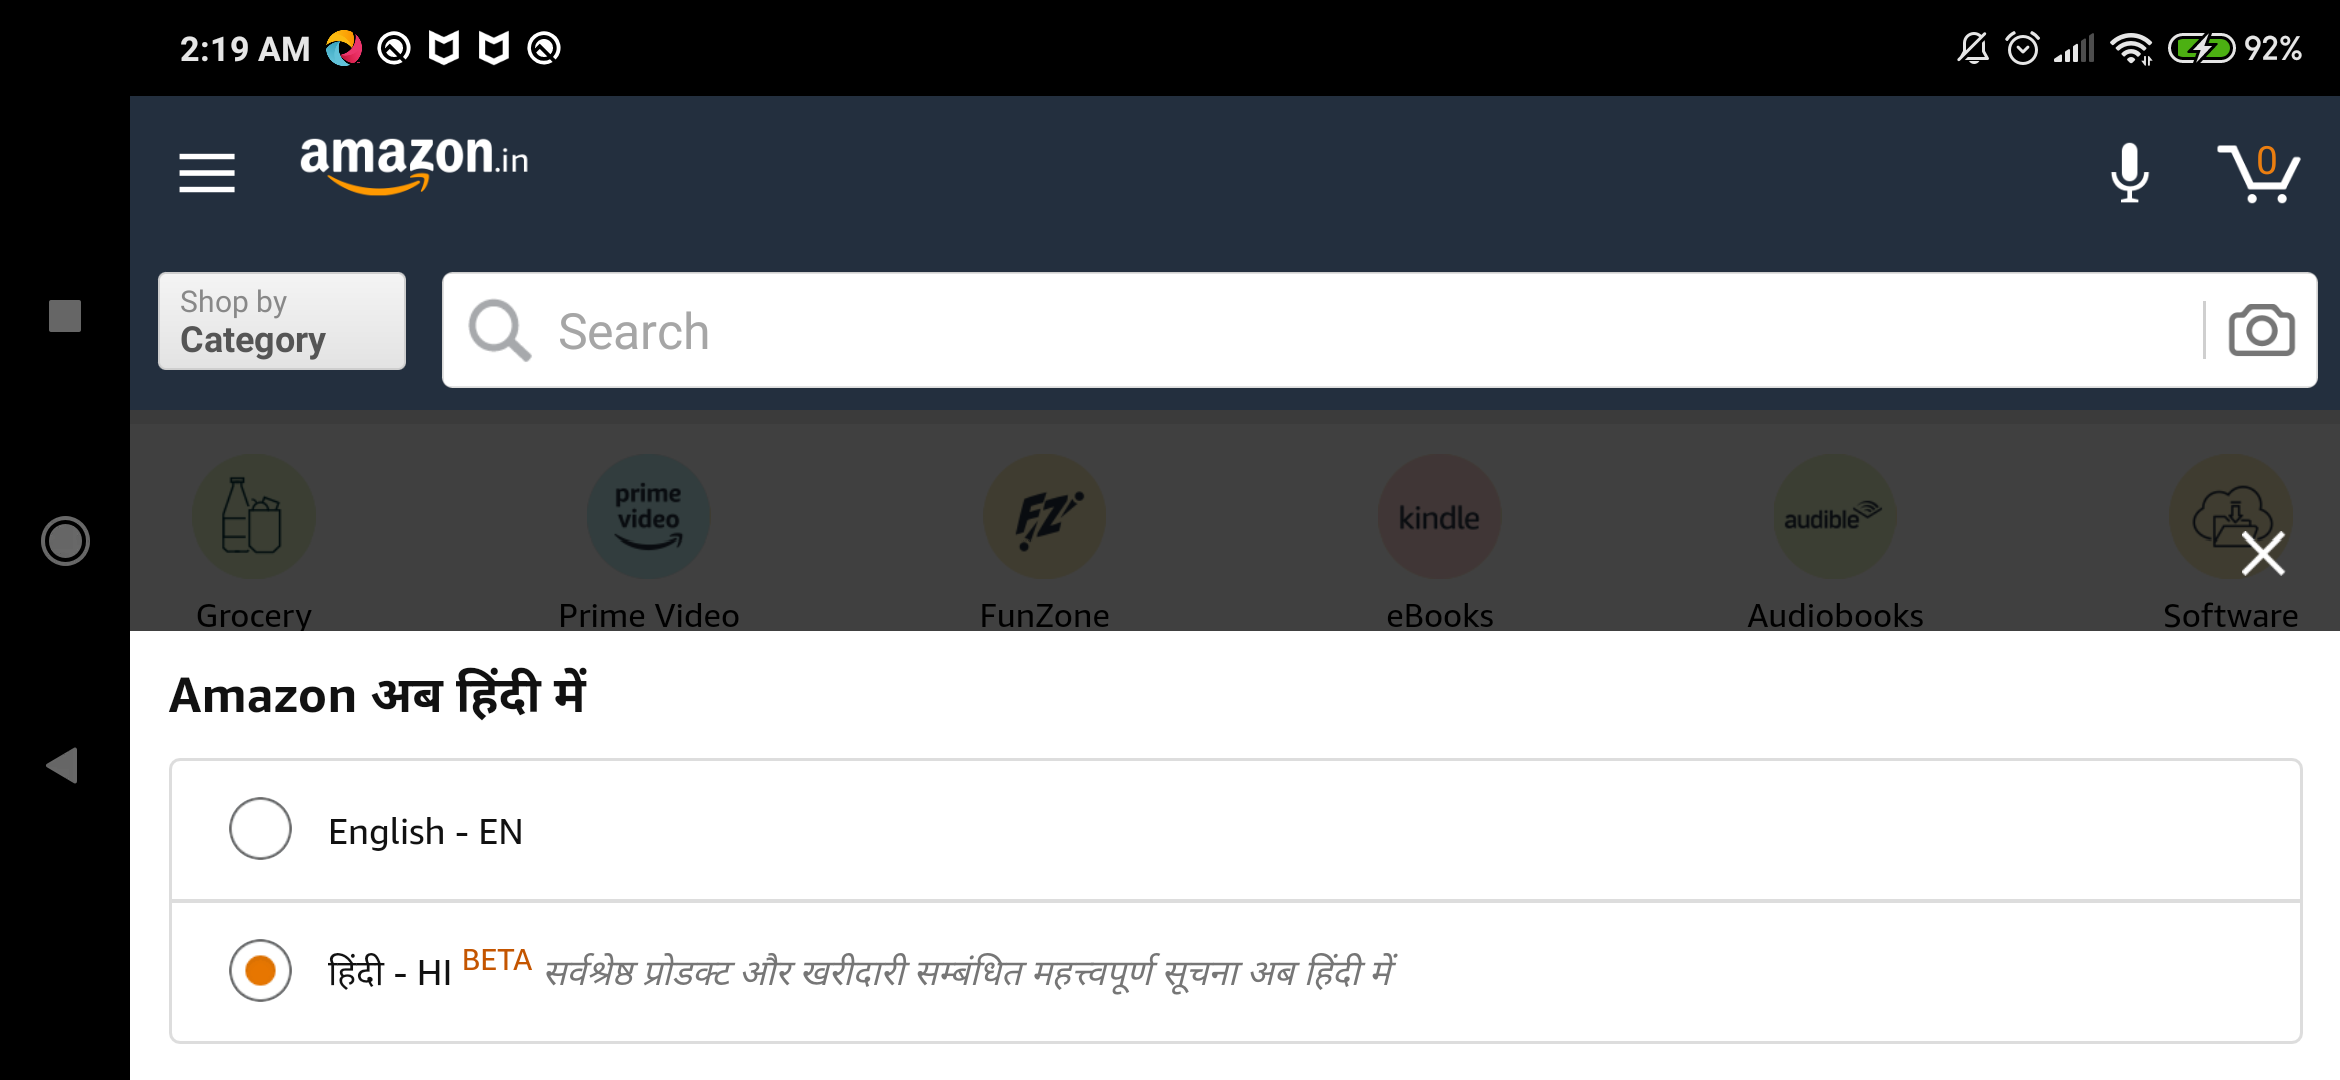 2:19 AM
92%
amazon.in
0
Shop by
Category
Search
prime
video
FZ
kindle
audible
Grocery
Prime Video
FunZone
eBooks
Audiobooks
Software
Amazon अब हिंदी में
English - EN
हिंदी - HI BETA सर्वश्रेष्ठ प्रोडक्ट और खरीदारी सम्बंधित महत्त्वपूर्ण सूचना अब हिंदी में